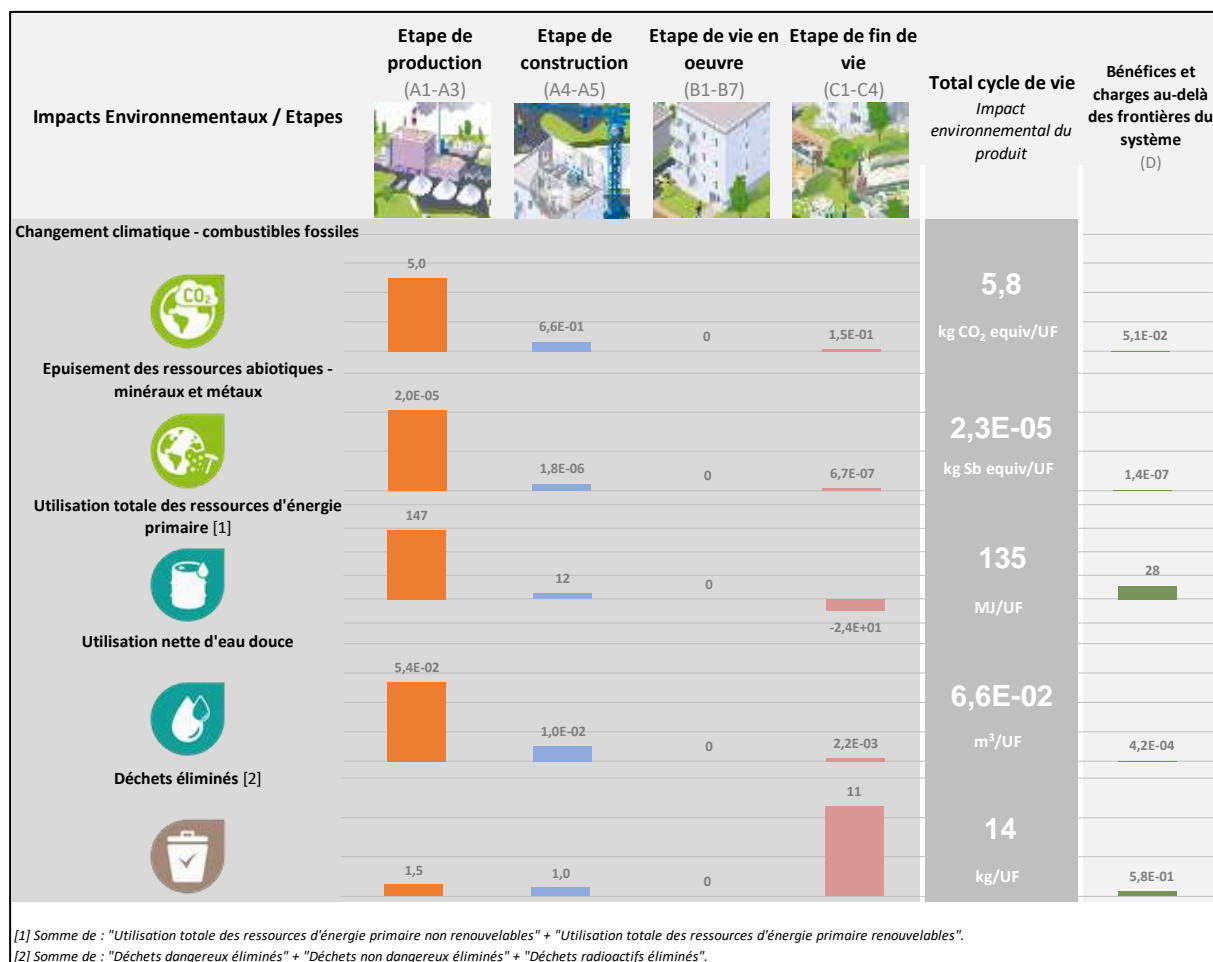 Impacts Environnementaux / Etapes
Etape de
production
(A1-A3)
Etape de
construction
(A4-A5)
Etape de vie en
oeuvre
(B1-B7)
Etape de fin de
vie
(C1-C4)
Total cycle de vie
Impact
environnemental du
produit
Bénéfices et
charges au-delà
des frontières du
système
(D)
Changement climatique - combustibles fossiles
CO₂
5,0
6,6E-01
0
1,5E-01
5,8
kg CO₂ equiv/UF
5,1E-02
Epuisement des ressources abiotiques -
minéraux et métaux
2,0E-05
1,8E-06
0
6,7E-07
2,3E-05
kg Sb equiv/UF
1,4E-07
Utilisation totale des ressources d'énergie
primaire [1]
147
12
0
-2,4E+01
135
MJ/UF
28
Utilisation nette d'eau douce
5,4E-02
1,0E-02
0
2,2E-03
6,6E-02
m³/UF
4,2E-04
Déchets éliminés [2]
1,5
1,0
0
11
14
kg/UF
5,8E-01
[1] Somme de : "Utilisation totale des ressources d'énergie primaire non renouvelables" + "Utilisation totale des ressources d'énergie primaire renouvelables".
[2] Somme de : "Déchets dangereux éliminés" + "Déchets non dangereux éliminés" + "Déchets radioactifs éliminés".